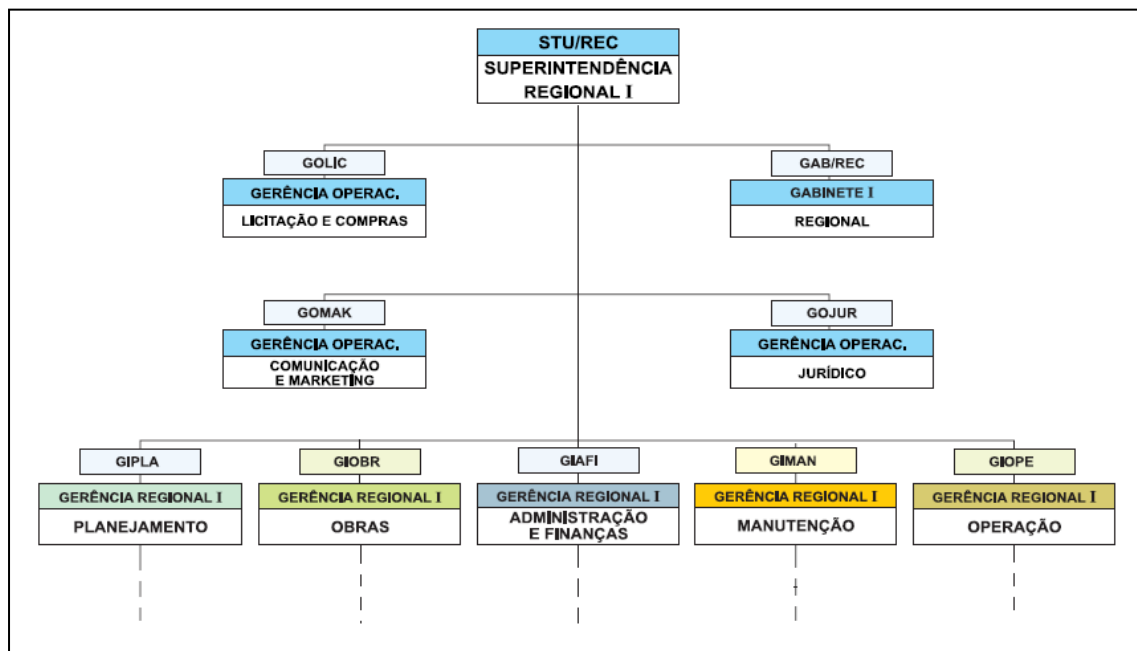 STU/REC
SUPERINTENDÊNCIA
REGIONAL I
GOLIC
GERÊNCIA OPERAC.
LICITAÇÃO E COMPRAS
GAB/REC
GABINETE I
REGIONAL
GOMAK
GERÊNCIA OPERAC.
COMUNICAÇÃO
E MARKETING
GOJUR
GERÊNCIA OPERAC.
JURÍDICO
GIPLA
GERÊNCIA REGIONAL I
PLANEJAMENTO
GIOBR
GERÊNCIA REGIONAL I
OBRAS
GIAFI
GERÊNCIA REGIONAL I
ADMINISTRAÇÃO
E FINANÇAS
GIMAN
GERÊNCIA REGIONAL I
MANUTENÇÃO
GIOPE
GERÊNCIA REGIONAL I
OPERAÇÃO